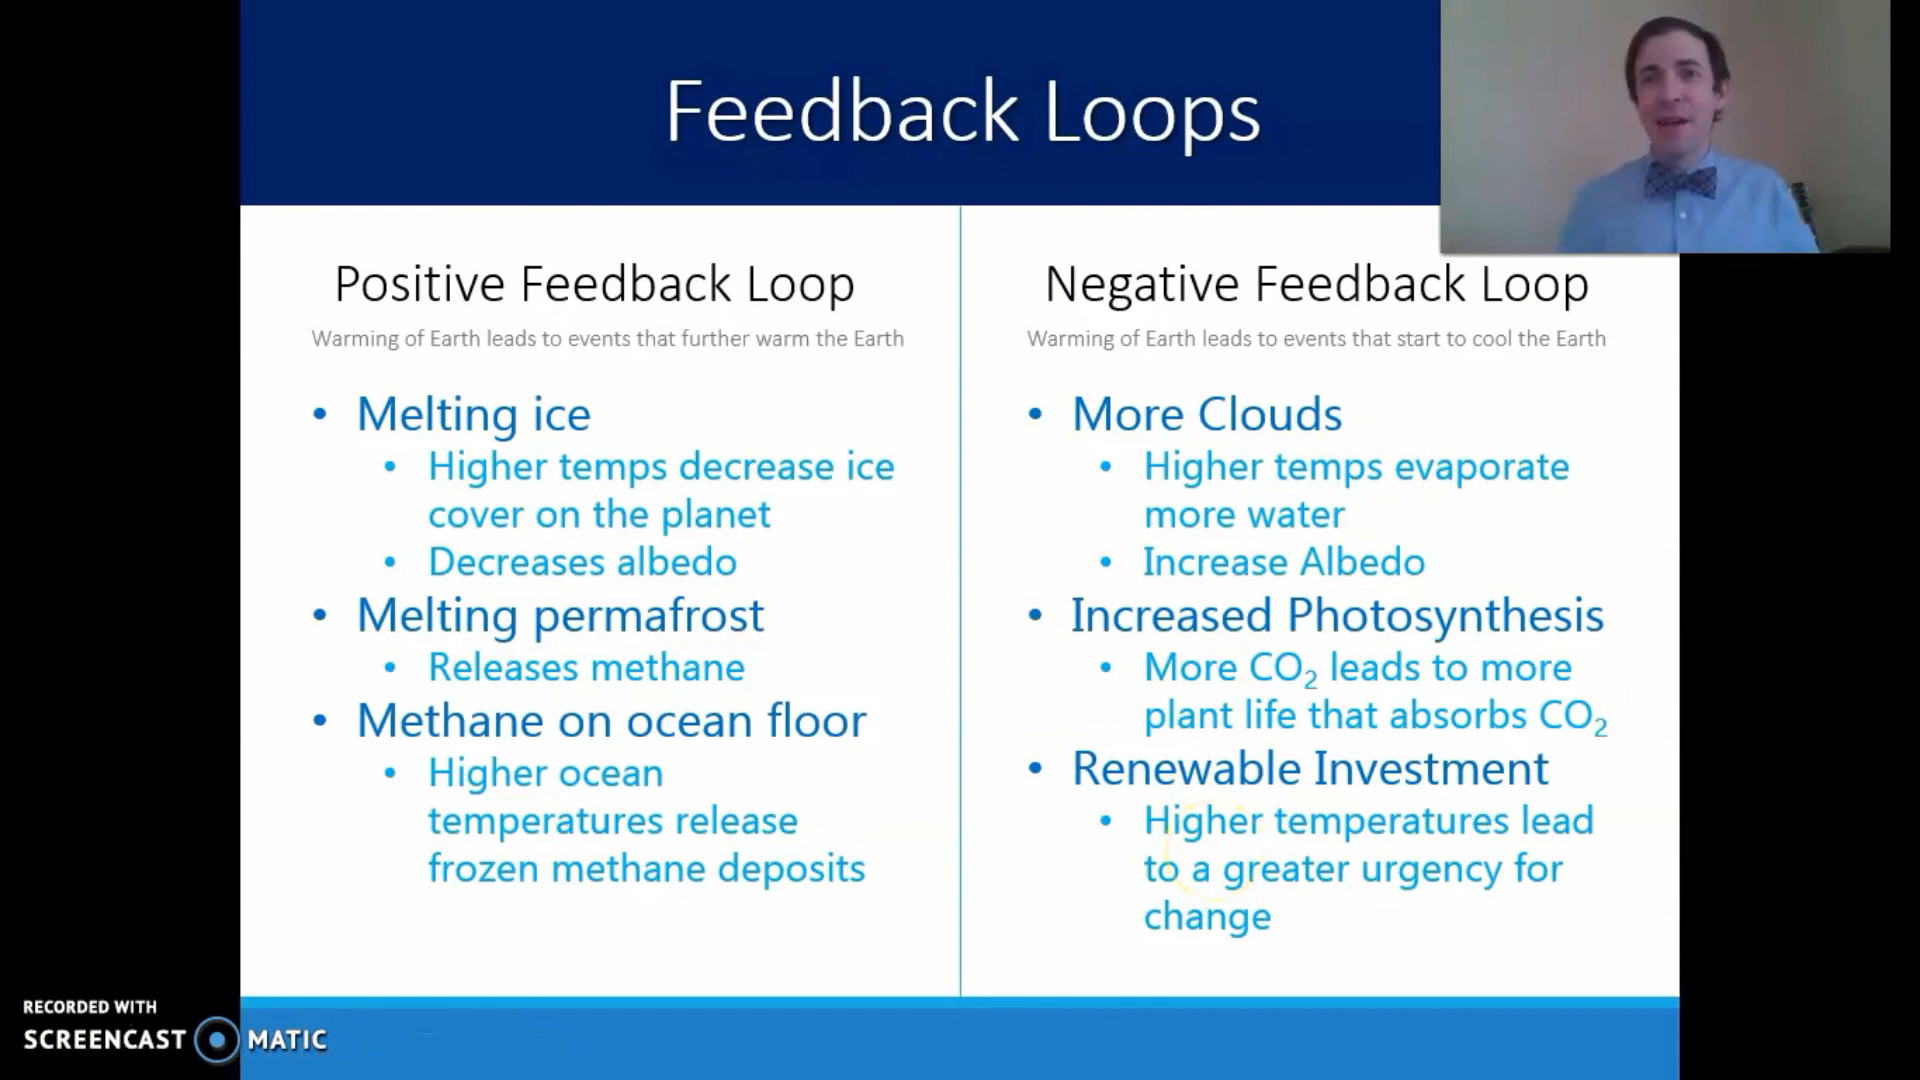 Feedback Loops
Positive Feedback Loop
Warming of Earth leads to events that further warm the Earth
• Melting ice
• Higher temps decrease ice
cover on the planet
• Decreases albedo
• Melting permafrost
• Releases methane
• Methane on ocean floor
• Higher ocean
temperatures release
frozen methane deposits
Negative Feedback Loop
Warming of Earth leads to events that start to cool the Earth
• More Clouds
• Higher temps evaporate
more water
• Increase Albedo
• Increased Photosynthesis
• More CO₂ leads to more
plant life that absorbs CO₂
• Renewable Investment
• Higher temperatures lead
to a greater urgency for
change
RECORDED WITH
SCREENCAST MATIC